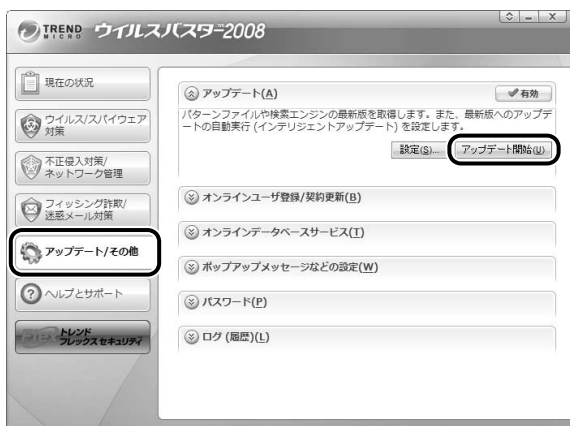 TREND MICRO ウイルスバスター2008
現在の状況
ウイルス/スパイウェア
対策
不正侵入対策/
ネットワーク管理
フィッシング詐欺/
迷惑メール対策
アップデート/その他
ヘルプとサポート
Flex トレンド
フレックス セキュリティ
アップデート(A)
有効
パターンファイルや検索エンジンの最新版を取得します。また、最新版へのアップデ
ートの自動実行 (インテリジェントアップデート) を設定します。
設定(S)...
アップデート開始(U)
オンラインユーザ登録/契約更新(B)
オンラインデータベースサービス(T)
ポップアップメッセージなどの設定(W)
パスワード(P)
ログ (履歴)(L)